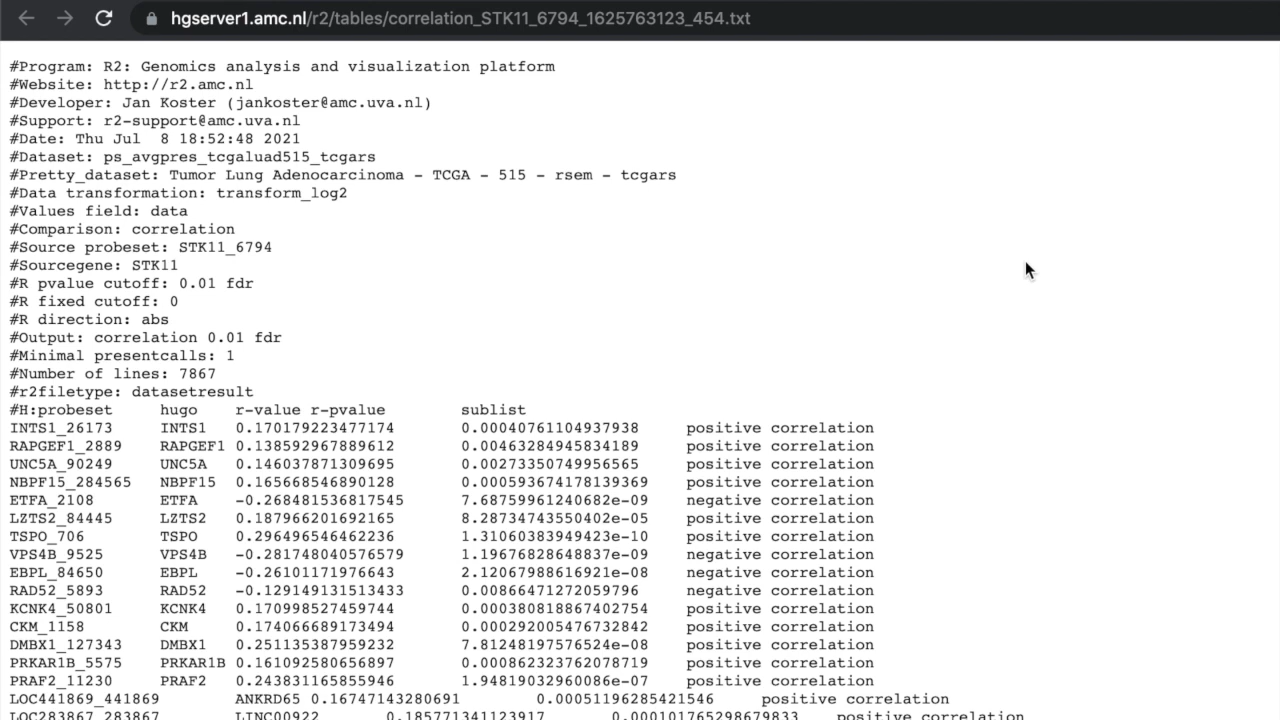 hgserver1.amc.nl/r2/tables/correlation_STK11_6794_1625763123_454.txt
#Program: R2: Genomics analysis and visualization platform
#Website: http://r2.amc.nl
#Developer: Jan Koster (jankoster@amc.uva.nl)
#Support: r2-support@amc.uva.nl
#Date: Thu Jul  8 18:52:48 2021
#Dataset: ps_avgpres_tcgaluad515_tcgars
#Pretty_dataset: Tumor Lung Adenocarcinoma - TCGA - 515 - rsem - tcgars
#Data transformation: transform_log2
#Values field: data
#Comparison: correlation
#Source probeset: STK11_6794
#Sourcegene: STK11
#R pvalue cutoff: 0.01 fdr
#R fixed cutoff: 0
#R direction: abs
#Output: correlation 0.01 fdr
#Minimal presentcalls: 1
#Number of lines: 7867
#r2filetype: datasetresult
#H:probeset hugo r-value r-pvalue sublist
INTS1_26173 INTS1 0.170179223477174 0.00040761104937938 positive correlation
RAPGEF1_2889 RAPGEF1 0.138592967889612 0.00463284945834189 positive correlation
UNC5A_90249 UNC5A 0.146037871309695 0.00273350749956565 positive correlation
NBPF15_284565 NBPF15 0.165668546890128 0.000593674178139369 positive correlation
ETFA_2108 ETFA -0.268481536817545 7.68759961240682e-09 negative correlation
LZTS2_84445 LZTS2 0.187966201692165 8.28734743550402e-05 positive correlation
TSPO_706 TSPO 0.296496546462236 1.31060383949423e-10 positive correlation
VPS4B_9525 VPS4B -0.281748040576579 1.19676828648837e-09 negative correlation
EBPL_84650 EBPL -0.26101171976643 2.12067988616921e-08 negative correlation
RAD52_5893 RAD52 -0.129149131513433 0.00866471272059796 negative correlation
KCNK4_50801 KCNK4 0.170998527459744 0.000380818867402754 positive correlation
CKM_1158 CKM 0.174066689173494 0.000292005476732842 positive correlation
DMBX1_127343 DMBX1 0.251135387959232 7.81248197576524e-08 positive correlation
PRKAR1B_5575 PRKAR1B 0.161092580656897 0.000862323762078719 positive correlation
PRAF2_11230 PRAF2 0.243831165855946 1.94819032960086e-07 positive correlation
LOC441869_441869 ANKRD65 0.16747143280691 0.00051196285421546 positive correlation
LOC283867_283867 LINC00922 0.185771341123917 0.000101765298679833 positive correlation